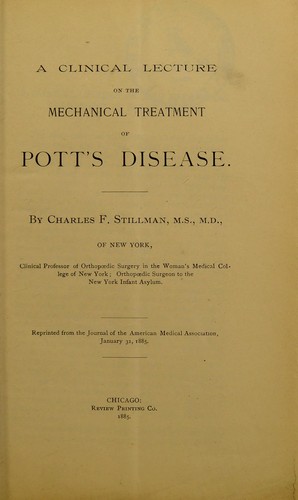 A CLINICAL LECTURE
ON THE
MECHANICAL TREATMENT
OF
POTT'S DISEASE.
BY CHARLES F. STILLMAN, M.S., M.D.,
OF NEW YORK,
Clinical Professor of Orthopœdic Surgery in the Woman's Medical Col-
lege of New York; Orthopœdic Surgeon to the
New York Infant Asylum.
Reprinted from the Journal of the American Medical Association,
January 31, 1885.
CHICAGO:
REVIEW PRINTING CO.
1885.